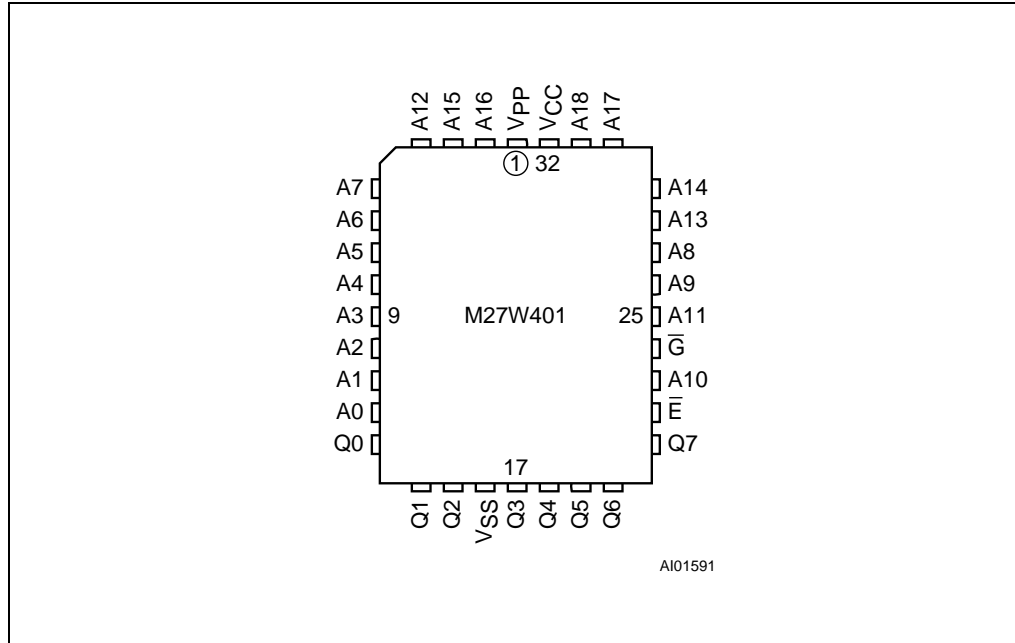 A12 A15 A16 VPP VCC A18 A17
1 32
A7 A14
A6 A13
A5 A8
A4 A9
A3 9 M27W401 25 A11
A2 G̅
A1 A10
A0 E̅
Q0 Q7
17
Q1 Q2 VSS Q3 Q4 Q5 Q6
AI01591